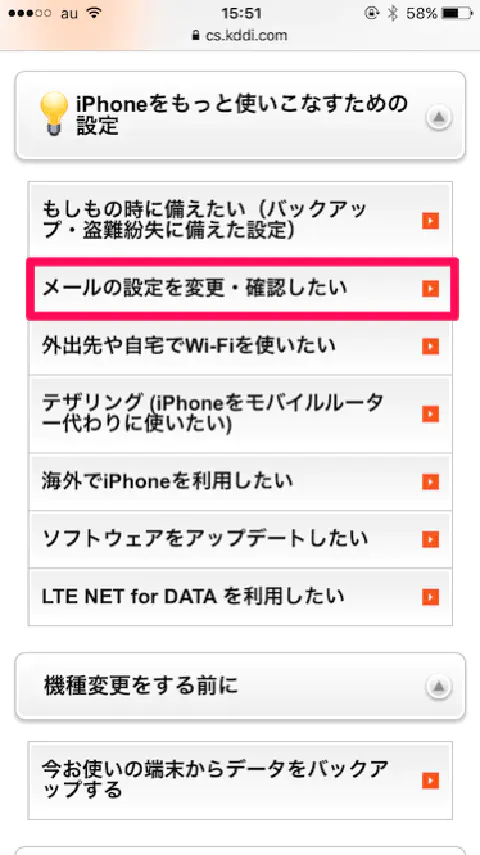 au 15:51 58%
cs.kddi.com
iPhoneをもっと使いこなすための
設定
もしもの時に備えたい（バックアッ
プ・盗難紛失に備えた設定）
メールの設定を変更・確認したい
外出先や自宅でWi-Fiを使いたい
テザリング (iPhoneをモバイルルータ
ー代わりに使いたい)
海外でiPhoneを利用したい
ソフトウェアをアップデートしたい
LTE NET for DATA を利用したい
機種変更をする前に
今お使いの端末からデータをバックア
ップする